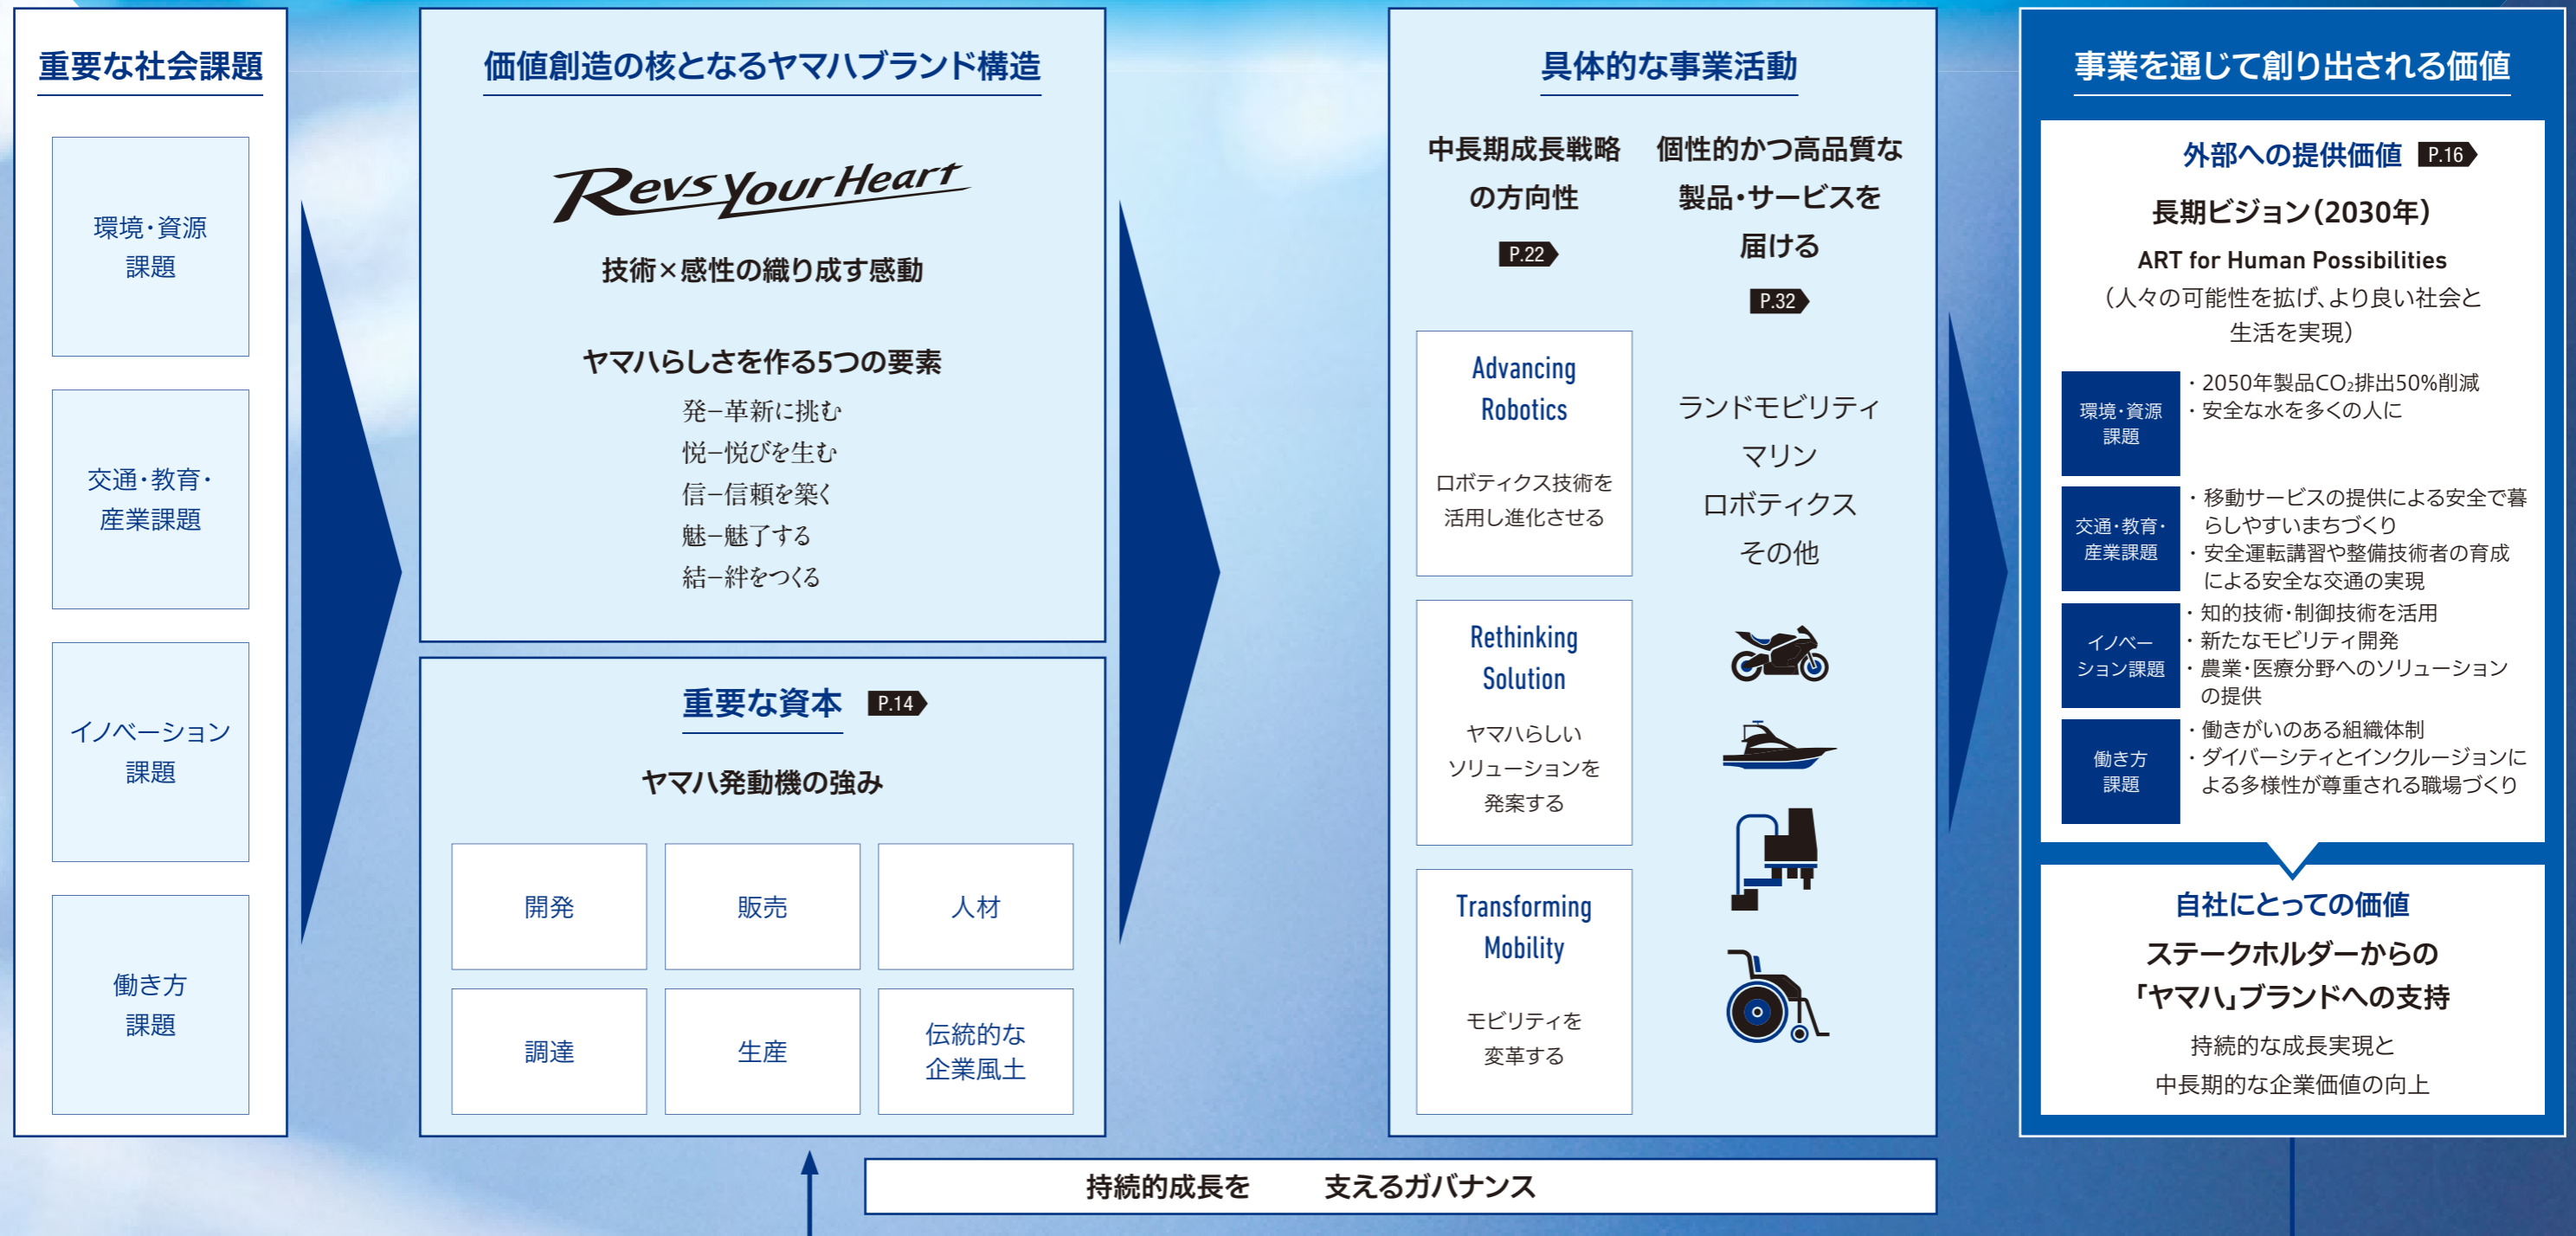 重要な社会課題
環境・資源
課題
交通・教育・
産業課題
イノベーション
課題
働き方
課題
価値創造の核となるヤマハブランド構造
Revs Your Heart
技術×感性の織り成す感動
ヤマハらしさを作る5つの要素
発−革新に挑む
悦−悦びを生む
信−信頼を築く
魅−魅了する
結−絆をつくる
重要な資本 P.14
ヤマハ発動機の強み
開発
販売
人材
調達
生産
伝統的な
企業風土
具体的な事業活動
中長期成長戦略
の方向性
P.22
Advancing
Robotics
ロボティクス技術を
活用し進化させる
Rethinking
Solution
ヤマハらしい
ソリューションを
発案する
Transforming
Mobility
モビリティを
変革する
個性的かつ高品質な
製品・サービスを
届ける
P.32
ランドモビリティ
マリン
ロボティクス
その他
事業を通じて創り出される価値
外部への提供価値 P.16
長期ビジョン（2030年）
ART for Human Possibilities
（人々の可能性を拡げ、より良い社会と
生活を実現）
環境・資源
課題
・2050年製品CO₂排出50%削減
・安全な水を多くの人に
交通・教育・
産業課題
・移動サービスの提供による安全で暮
らしやすいまちづくり
・安全運転講習や整備技術者の育成
による安全な交通の実現
イノベー
ション課題
・知的技術・制御技術を活用
・新たなモビリティ開発
・農業・医療分野へのソリューション
の提供
働き方
課題
・働きがいのある組織体制
・ダイバーシティとインクルージョンに
よる多様性が尊重される職場づくり
自社にとっての価値
ステークホルダーからの
「ヤマハ」ブランドへの支持
持続的な成長実現と
中長期的な企業価値の向上
持続的成長を 支えるガバナンス